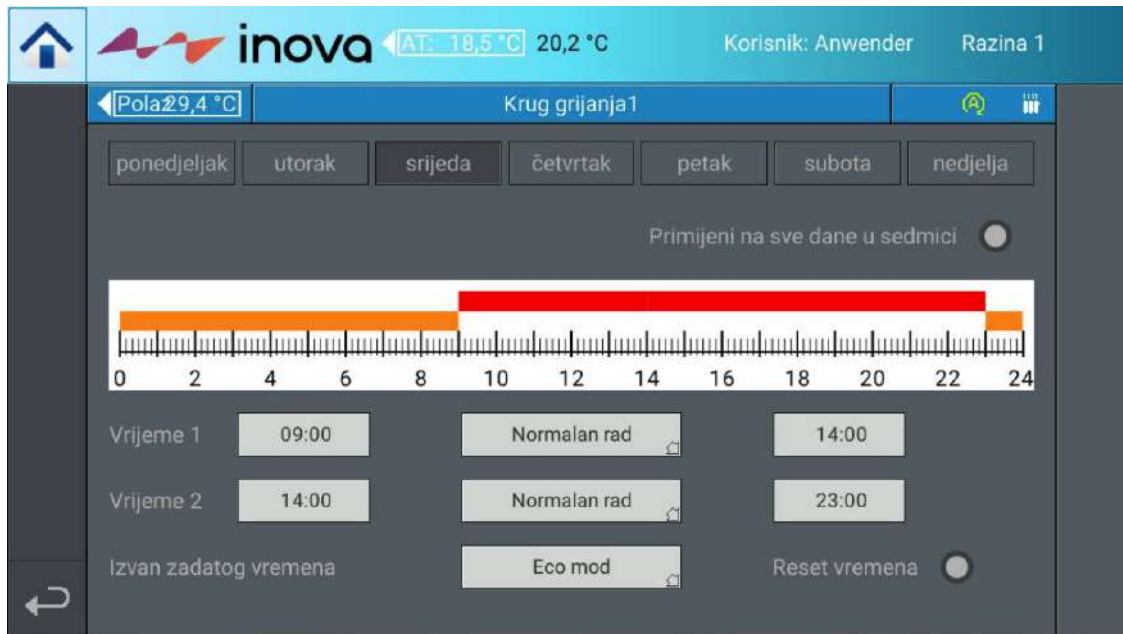 inova AT: 18,5 °C 20,2 °C Korisnik: Anwender Razina 1
Polaz 29,4 °C Krug grijanja1
ponedjeljak utorak srijeda četvrtak petak subota nedjelja
Primijeni na sve dane u sedmici
0 2 4 6 8 10 12 14 16 18 20 22 24
Vrijeme 1 09:00 Normalan rad 14:00
Vrijeme 2 14:00 Normalan rad 23:00
Izvan zadatog vremena Eco mod Reset vremena